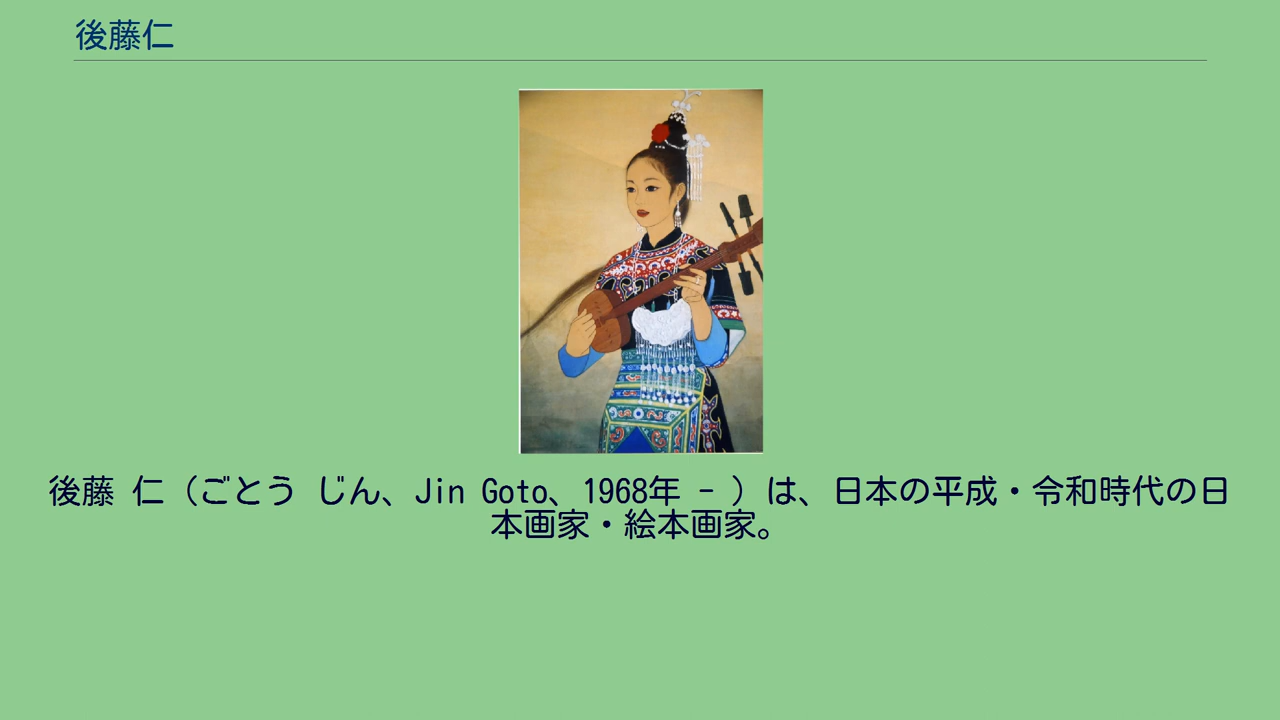 後藤仁
後藤 仁（ごとう じん、Jin Goto、1968年 - ）は、日本の平成・令和時代の日
本画家・絵本画家。